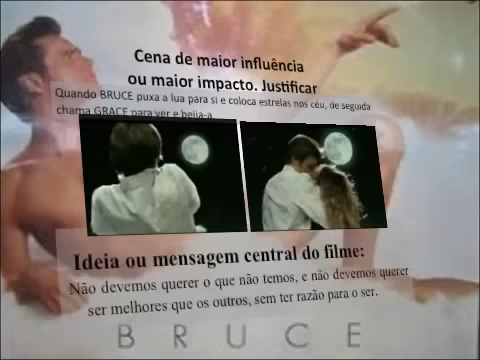 Cena de maior influência
ou maior impacto. Justificar
Quando BRUCE puxa a lua para si e coloca estrelas nos céu, de seguida
chama GRACE para ver e beija-a
Ideia ou mensagem central do filme:
Não devemos querer o que não temos, e não devemos querer
ser melhores que os outros, sem ter razão para o ser.
BRUCE